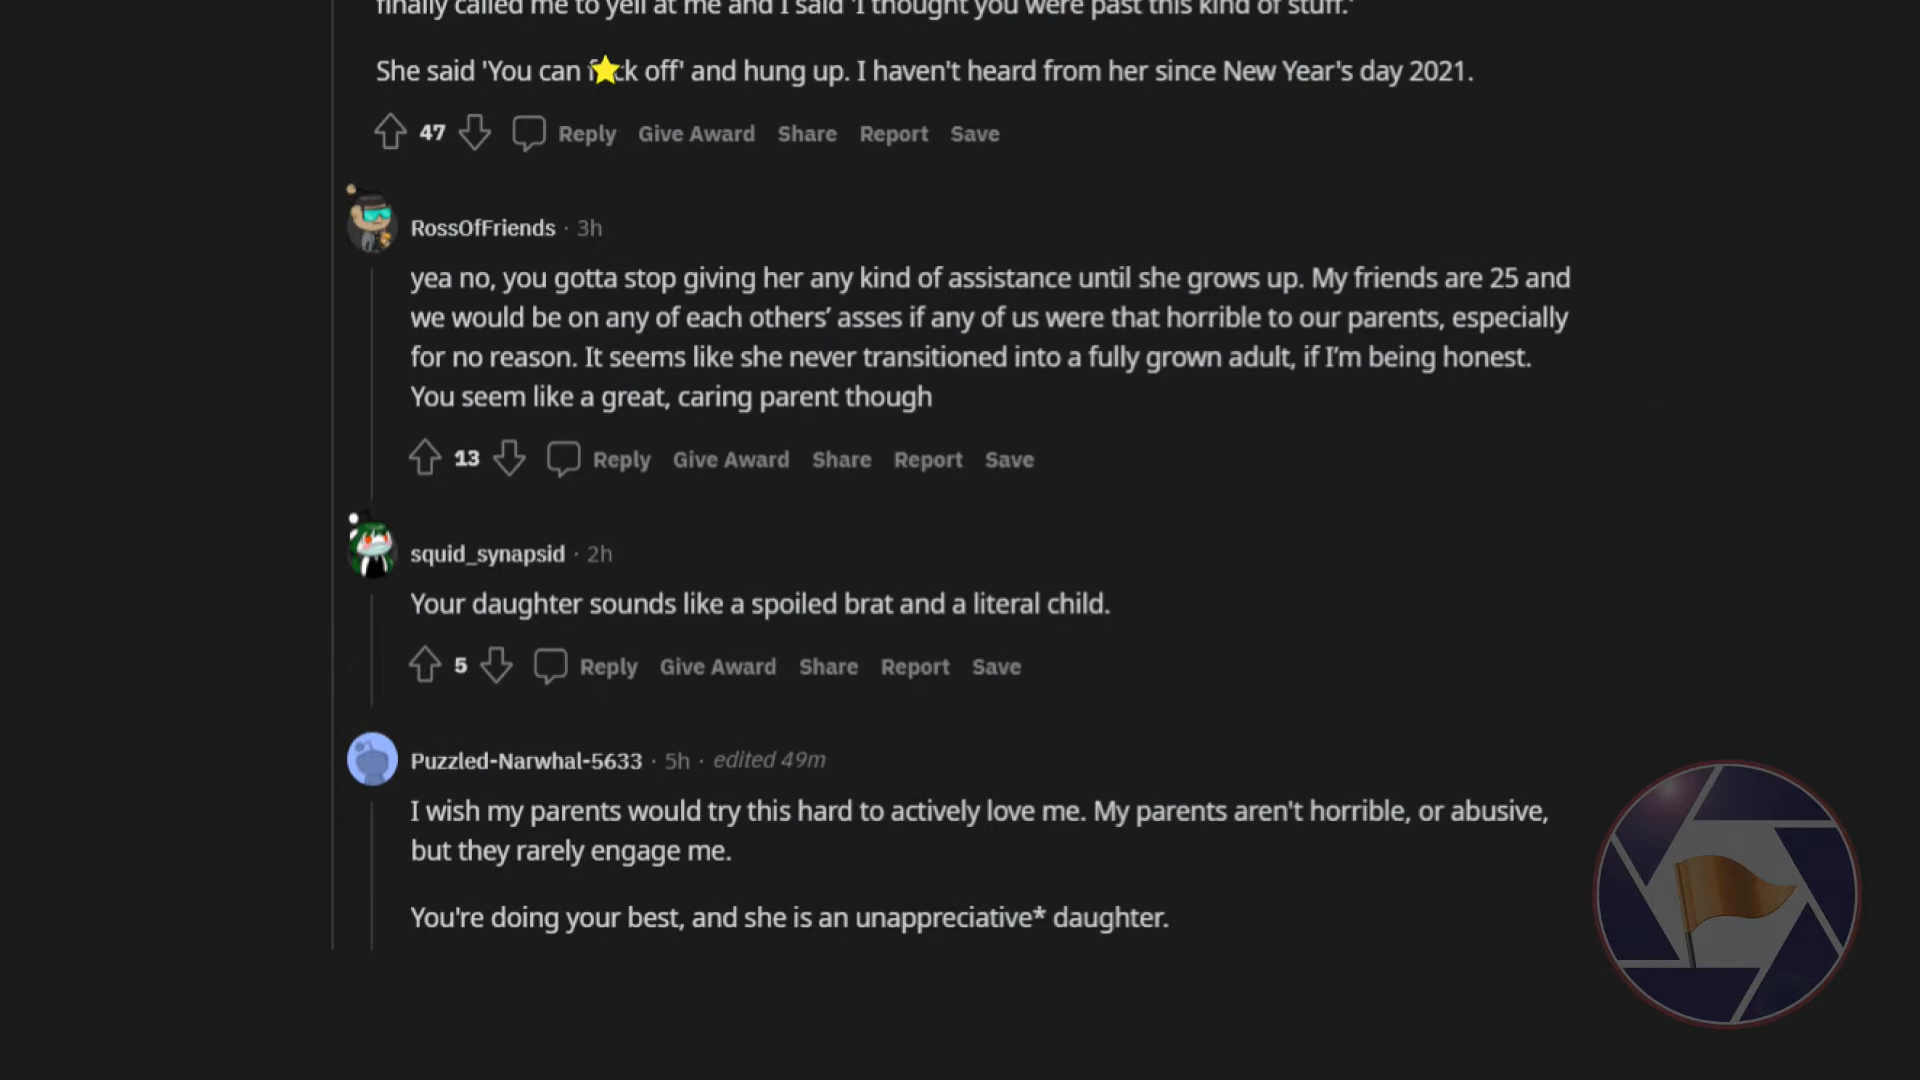 finally called me to yell at me and I said 'I thought you were past this kind of stuff.'
She said 'You can f⭐ck off' and hung up. I haven't heard from her since New Year's day 2021.
47 Reply Give Award Share Report Save
RossOfFriends · 3h
yea no, you gotta stop giving her any kind of assistance until she grows up. My friends are 25 and
we would be on any of each others’ asses if any of us were that horrible to our parents, especially
for no reason. It seems like she never transitioned into a fully grown adult, if I’m being honest.
You seem like a great, caring parent though
13 Reply Give Award Share Report Save
squid_synapsid · 2h
Your daughter sounds like a spoiled brat and a literal child.
5 Reply Give Award Share Report Save
Puzzled-Narwhal-5633 · 5h · edited 49m
I wish my parents would try this hard to actively love me. My parents aren't horrible, or abusive,
but they rarely engage me.
You're doing your best, and she is an unappreciative* daughter.